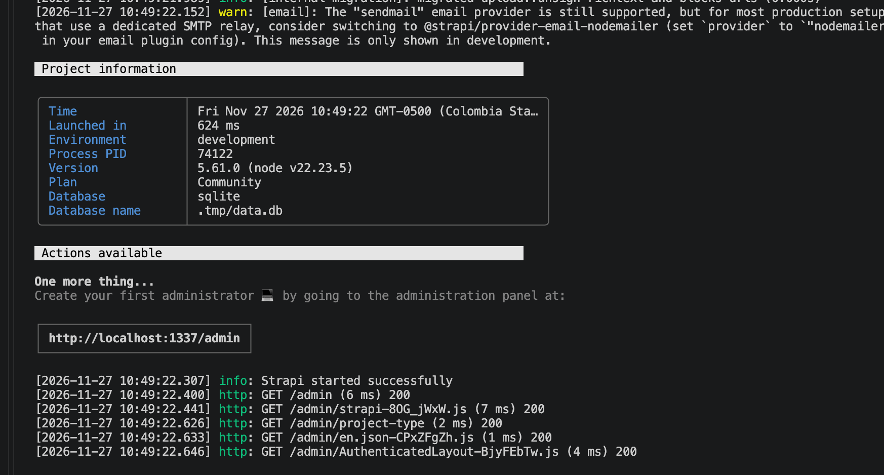 [2026-11-27 10:49:22.152] warn: [email]: The "sendmail" email provider is still supported, but for most production setup
that use a dedicated SMTP relay, consider switching to @strapi/provider-email-nodemailer (set `provider` to `"nodemailer
in your email plugin config). This message is only shown in development.
Project information
Time Fri Nov 27 2026 10:49:22 GMT-0500 (Colombia Sta…
Launched in 624 ms
Environment development
Process PID 74122
Version 5.61.0 (node v22.23.5)
Plan Community
Database sqlite
Database name .tmp/data.db
Actions available
One more thing...
Create your first administrator 💻 by going to the administration panel at:
http://localhost:1337/admin
[2026-11-27 10:49:22.307] info: Strapi started successfully
[2026-11-27 10:49:22.400] http: GET /admin (6 ms) 200
[2026-11-27 10:49:22.441] http: GET /admin/strapi-8OG_jWxW.js (7 ms) 200
[2026-11-27 10:49:22.626] http: GET /admin/project-type (2 ms) 200
[2026-11-27 10:49:22.633] http: GET /admin/en.json-CPxZFgZh.js (1 ms) 200
[2026-11-27 10:49:22.646] http: GET /admin/AuthenticatedLayout-BjyFEbTw.js (4 ms) 200